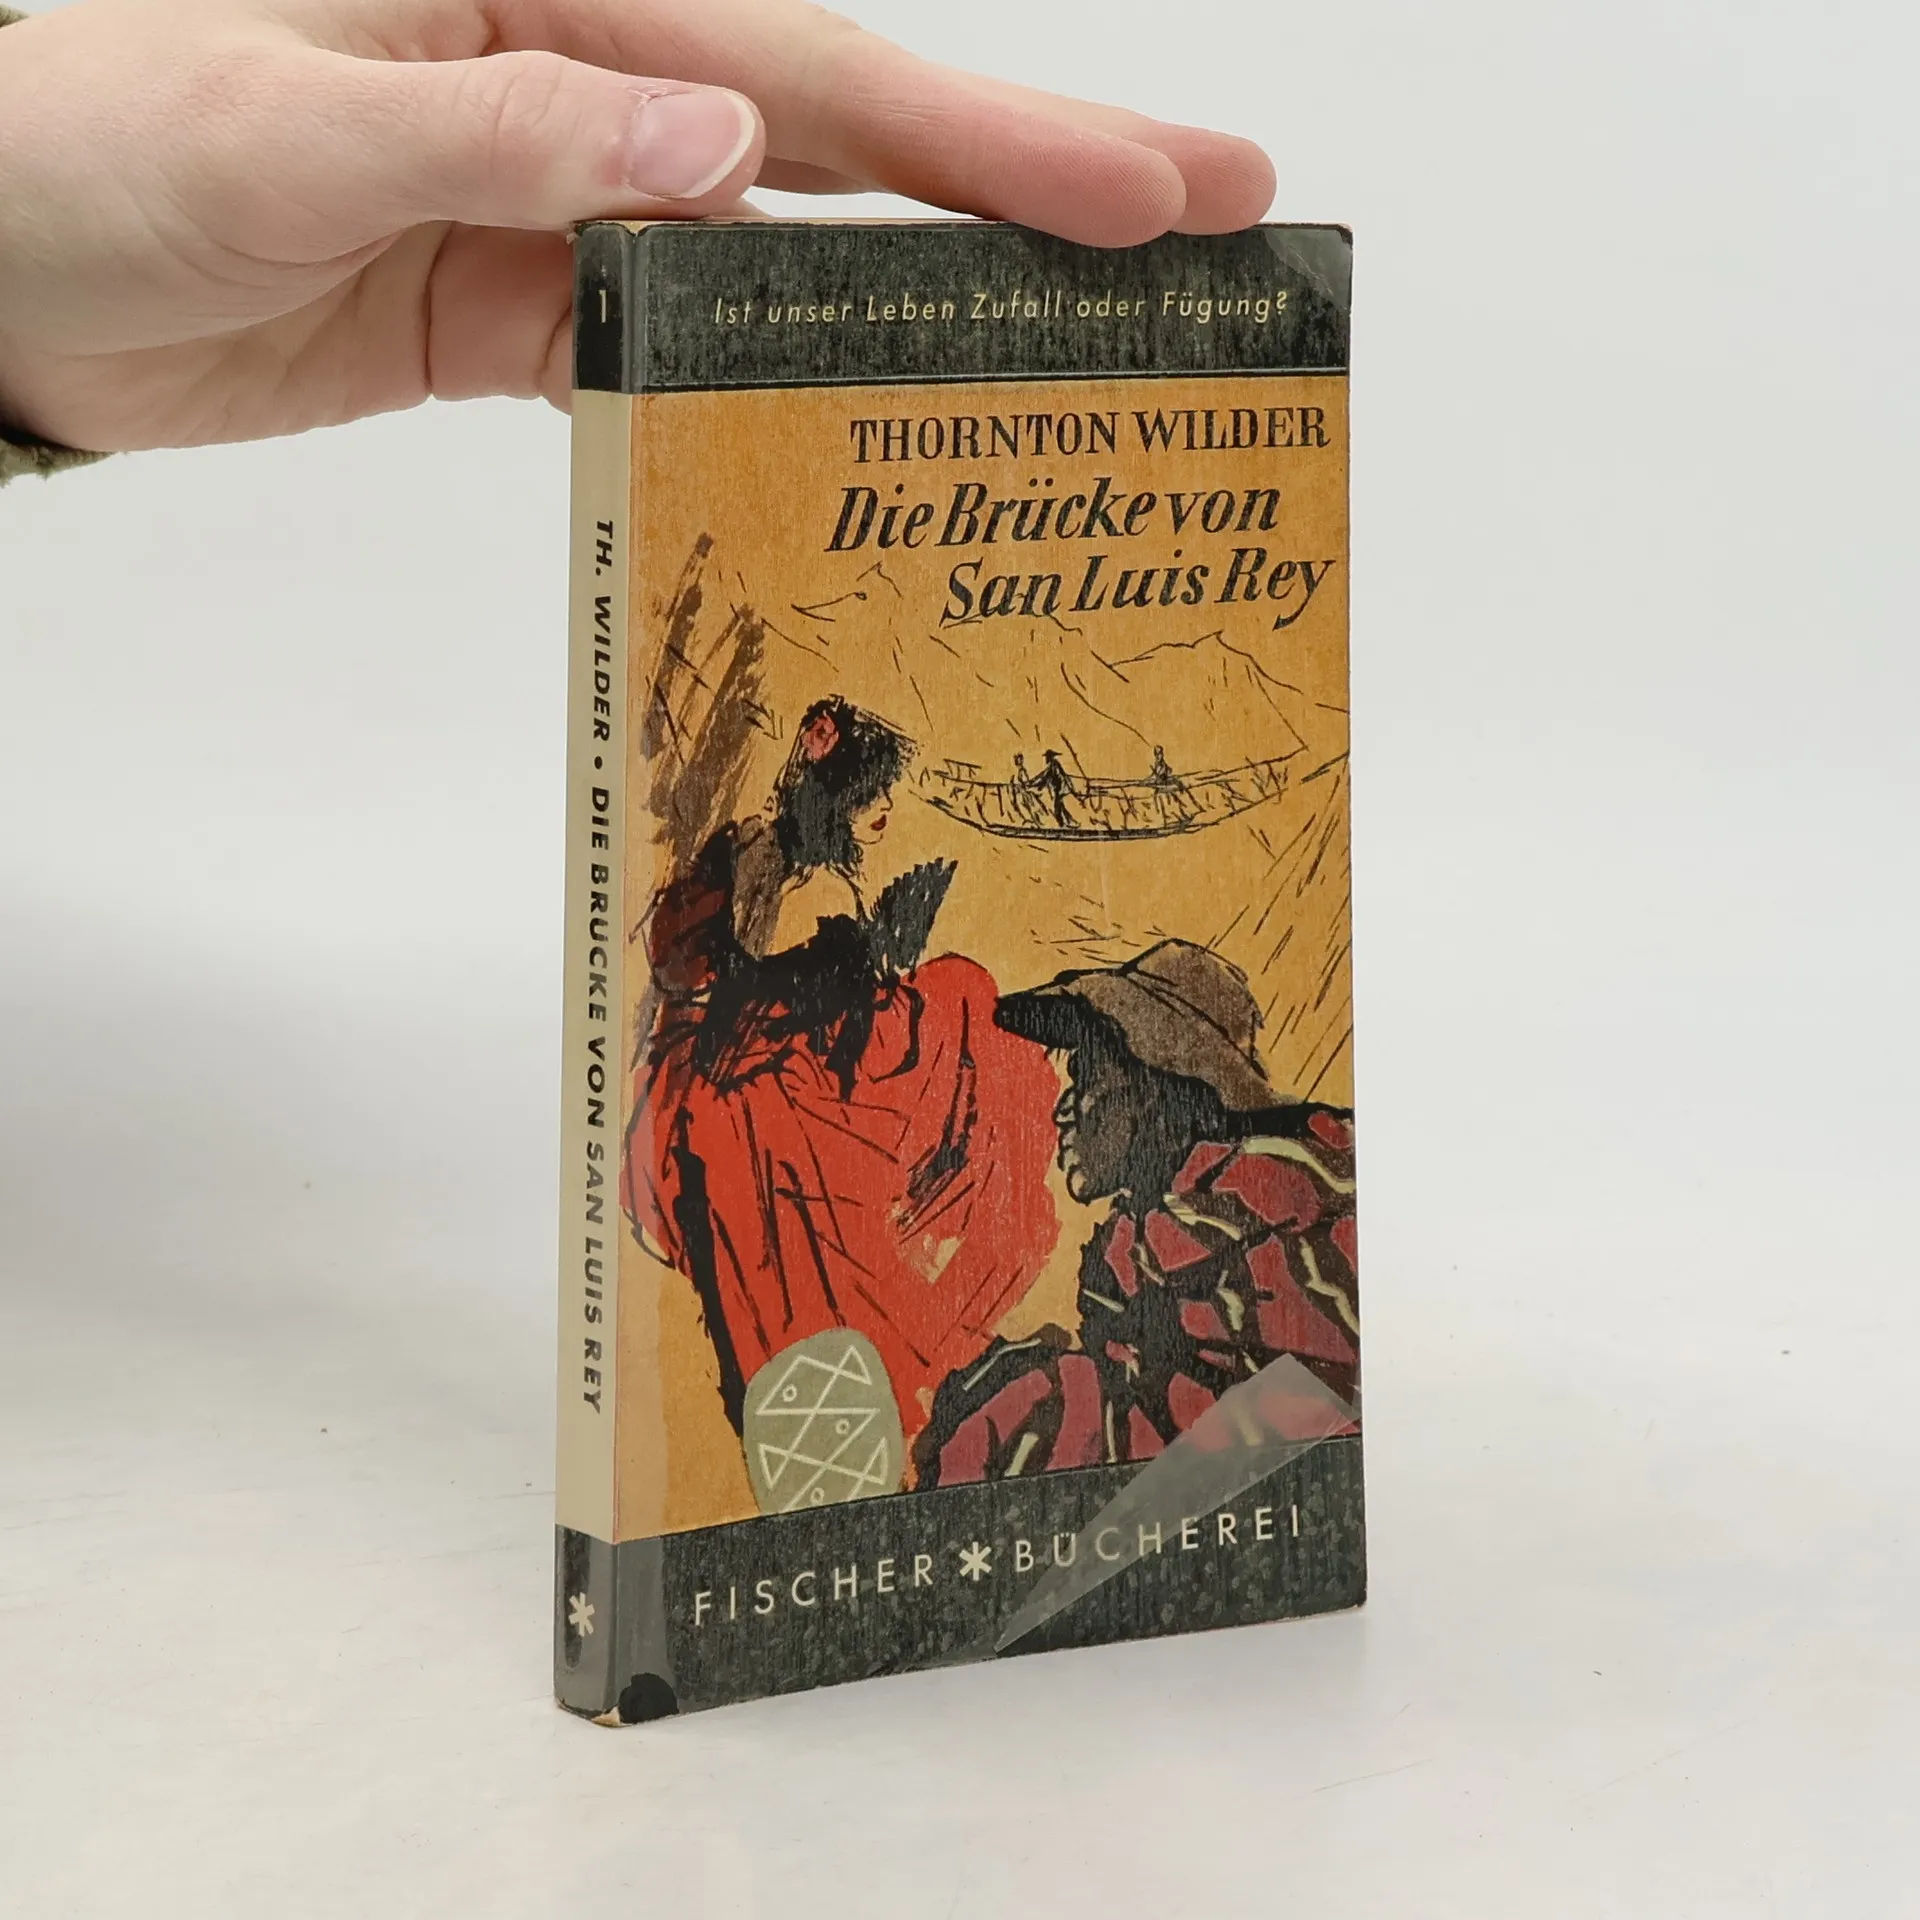 1
Ist unser Leben Zufall oder Fügung?
THORNTON WILDER
Die Brücke von
San Luis Rey
TH. WILDER • DIE BRÜCKE VON SAN LUIS REY
FISCHER * BÜCHEREI
*